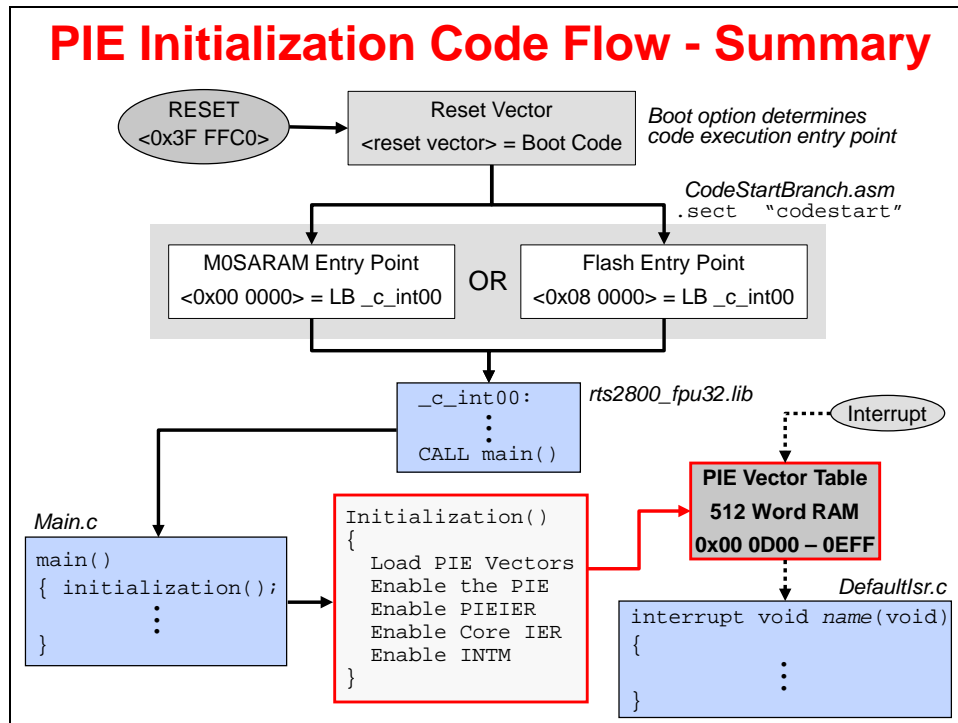 PIE Initialization Code Flow - Summary
RESET
<0x3F FFC0>
Reset Vector
<reset vector> = Boot Code
Boot option determines
code execution entry point
CodeStartBranch.asm
.sect “codestart”
M0SARAM Entry Point
<0x00 0000> = LB _c_int00
OR
Flash Entry Point
<0x08 0000> = LB _c_int00
_c_int00:
CALL main()
rts2800_fpu32.lib
Interrupt
PIE Vector Table
512 Word RAM
0x00 0D00 – 0EFF
Main.c
main()
{ initialization();
}
Initialization()
{
Load PIE Vectors
Enable the PIE
Enable PIEIER
Enable Core IER
Enable INTM
}
DefaultIsr.c
interrupt void name(void)
{
}